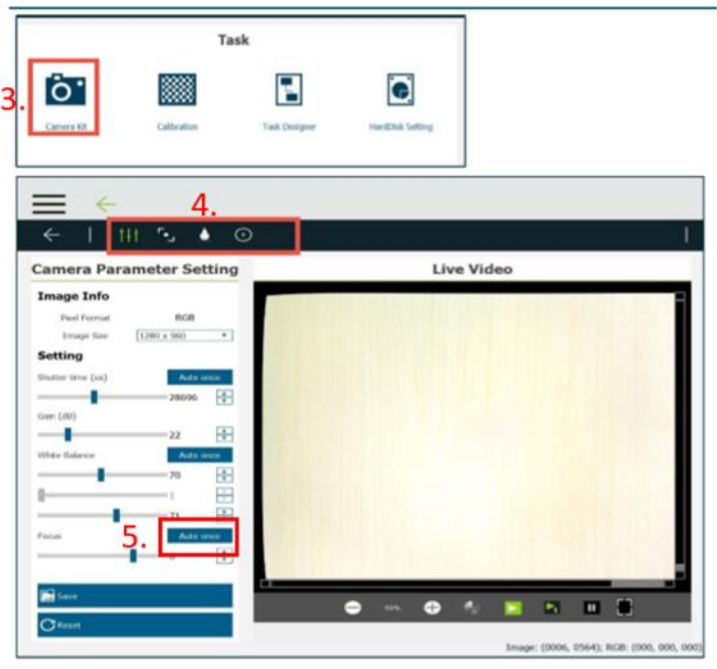 Task
3.
Camera Kit
Calibration
Task Designer
HardDisk Setting
4.
Camera Parameter Setting
Live Video
Image Info
Pixel Format RGB
Image Size 1280 x 960
Setting
Shutter time (us) Auto once
28696
Gain (dB)
22
White Balance Auto once
70
1
71
Focus 5. Auto once
Save
Reset
Image: (0006, 0564); RGB: (000, 000, 000)